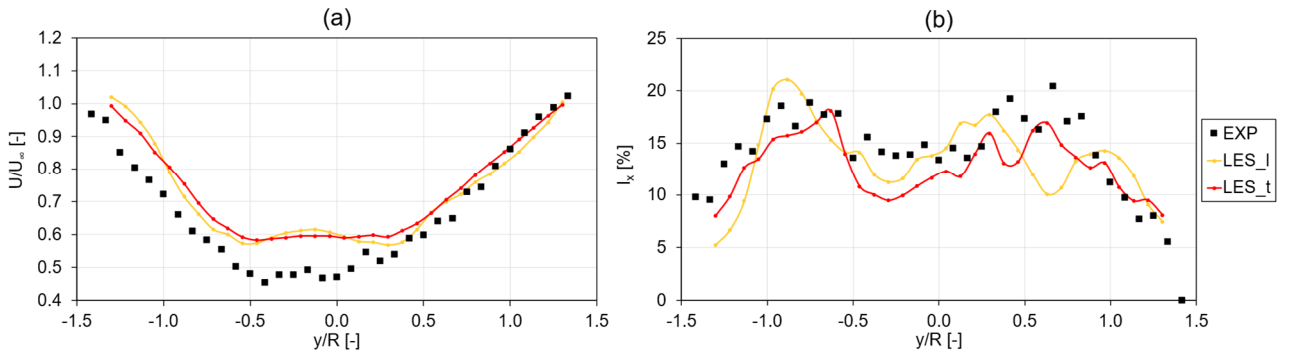 (a)
1.2
1.1
1.0
0.9
0.8
0.7
0.6
0.5
0.4
U/U∞ [-]
-1.5 -1.0 -0.5 0.0 0.5 1.0 1.5
y/R [-]
(b)
25
20
15
10
5
0
Ix [%]
-1.5 -1.0 -0.5 0.0 0.5 1.0 1.5
y/R [-]
EXP
LES_l
LES_t